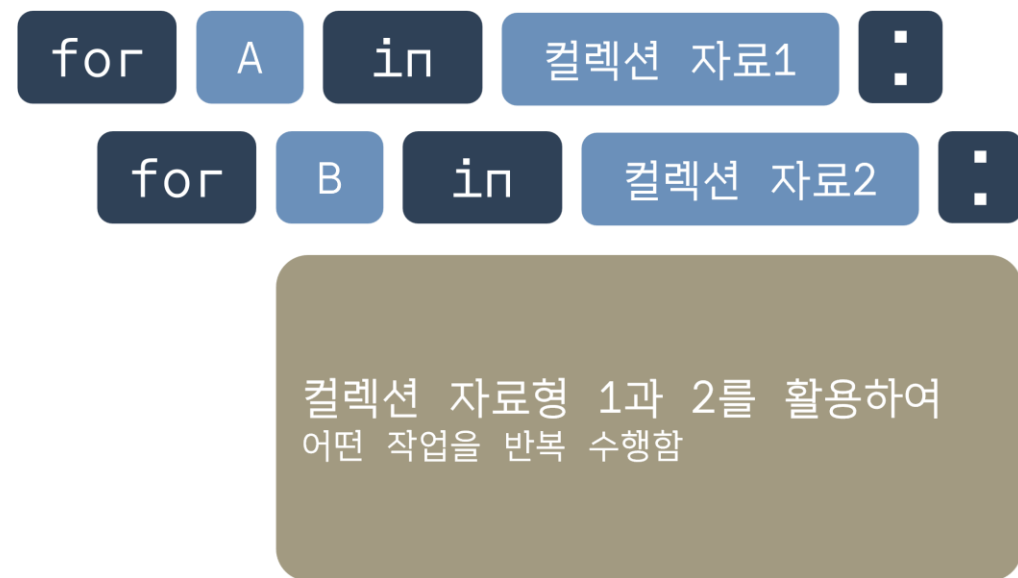 for A in 컬렉션 자료1 :
for B in 컬렉션 자료2 :
컬렉션 자료형 1과 2를 활용하여
어떤 작업을 반복 수행함